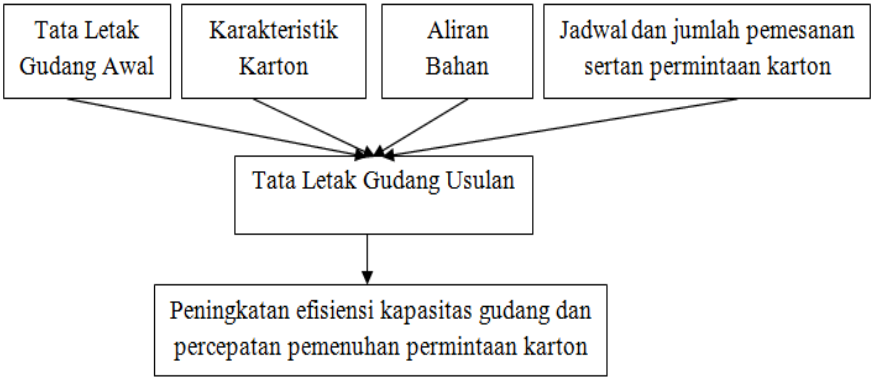 Tata Letak
Gudang Awal
Karakteristik
Karton
Aliran
Bahan
Jadwal dan jumlah pemesanan
sertan permintaan karton
Tata Letak Gudang Usulan
Peningkatan efisiensi kapasitas gudang dan
percepatan pemenuhan permintaan karton